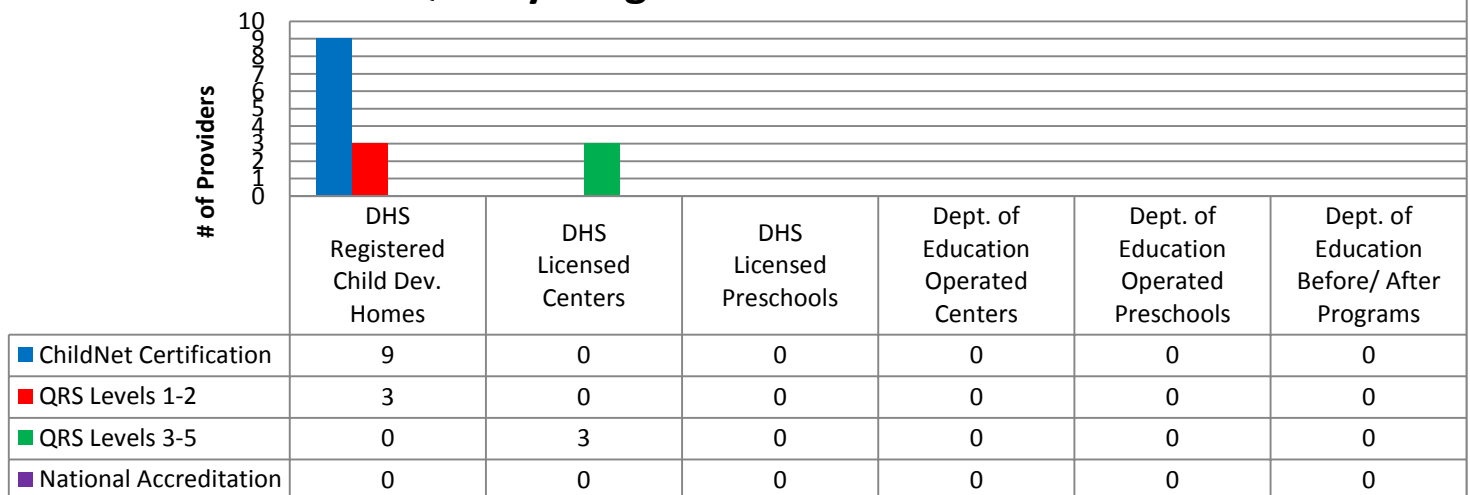 10
9
8
7
6
5
4
3
2
1
0
# of Providers
DHS
Registered
Child Dev.
Homes
DHS
Licensed
Centers
DHS
Licensed
Preschools
Dept. of
Education
Operated
Centers
Dept. of
Education
Operated
Preschools
Dept. of
Education
Before/ After
Programs
ChildNet Certification 9 0 0 0 0 0
QRS Levels 1-2 3 0 0 0 0 0
QRS Levels 3-5 0 3 0 0 0 0
National Accreditation 0 0 0 0 0 0